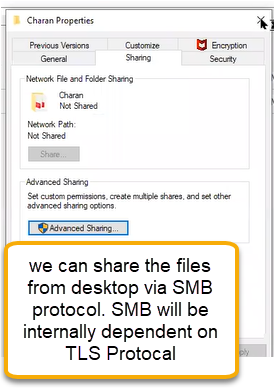 Charan Properties
Previous Versions
Customize
Encryption
General
Sharing
Security
Network File and Folder Sharing
Charan
Not Shared
Network Path:
Not Shared
Share...
Advanced Sharing
Set custom permissions, create multiple shares, and set other
advanced sharing options.
Advanced Sharing...
we can share the files
from desktop via SMB
protocol. SMB will be
internally dependent on
TLS Protocal